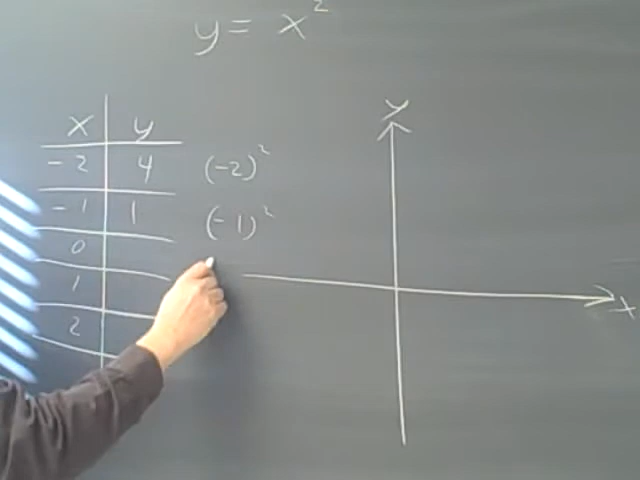 y = x²
x y
-2 4 (-2)²
-1 1 (-1)²
0
1
2
y
x